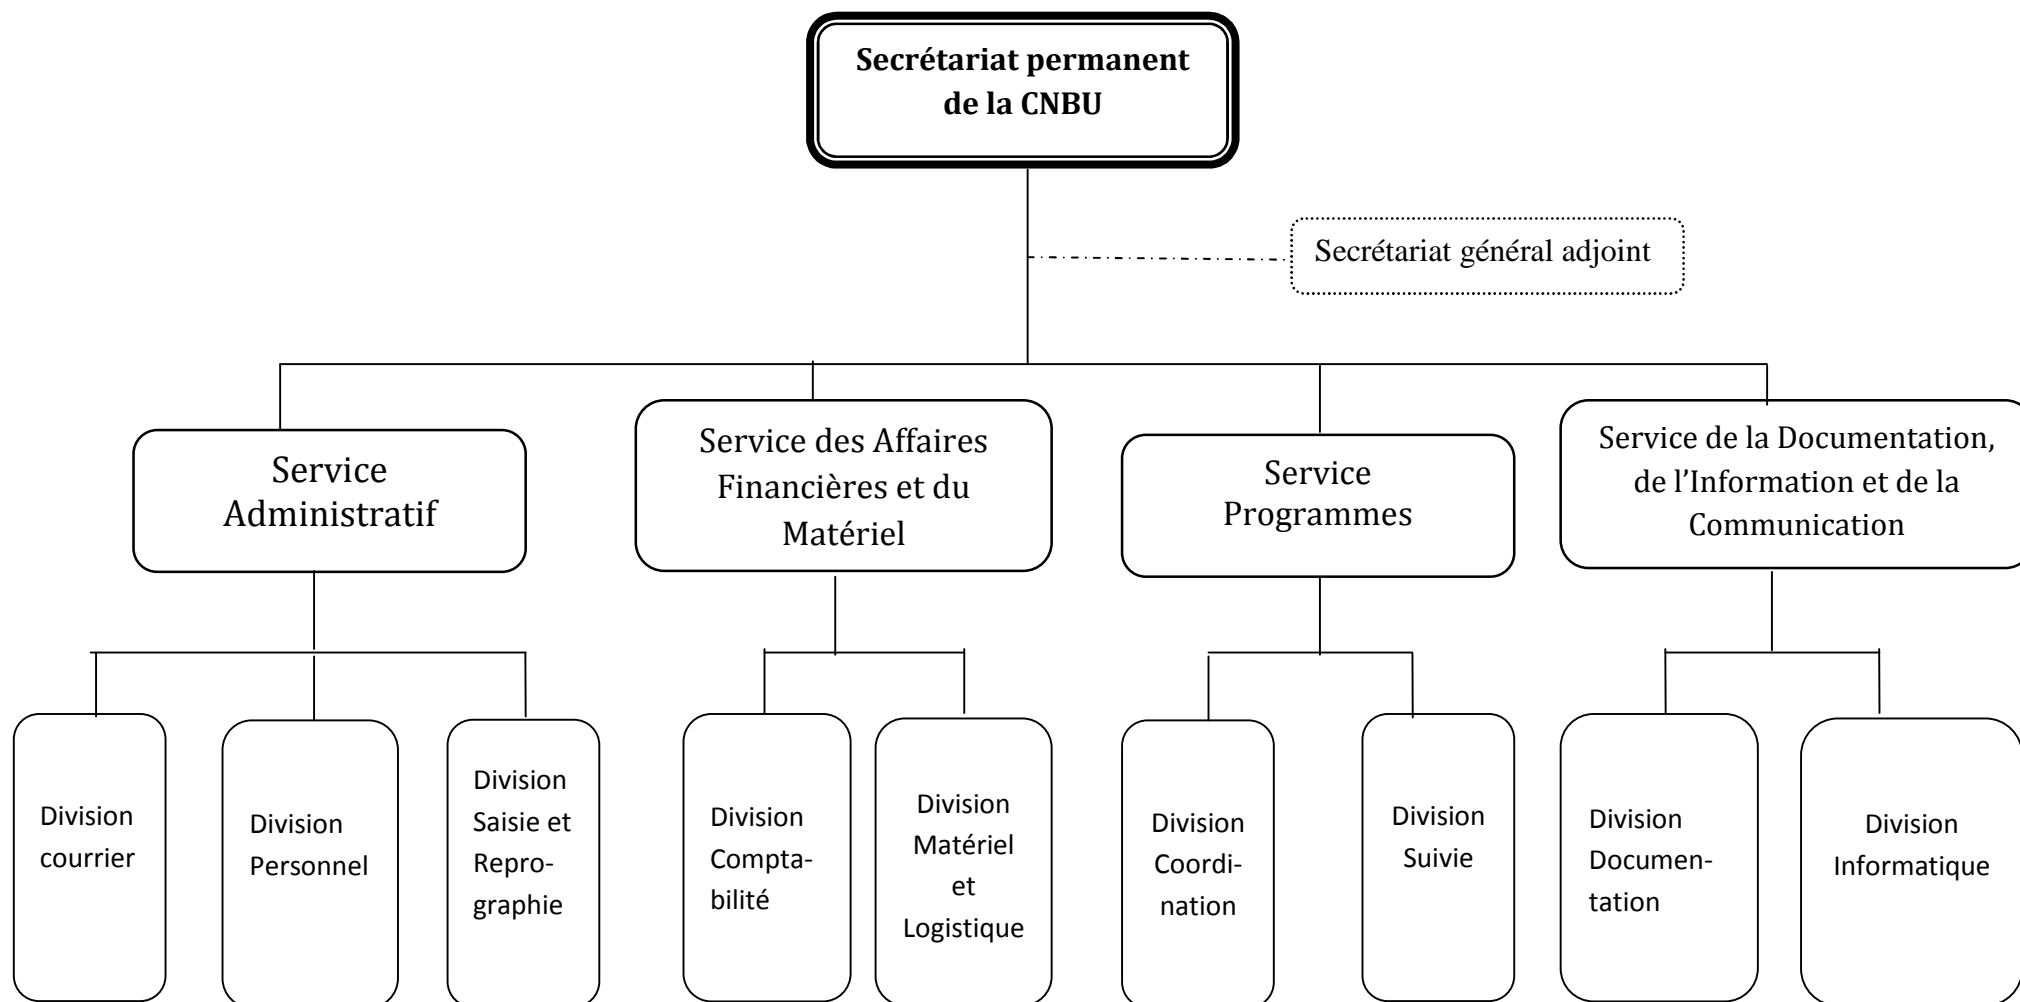 Secrétariat permanent
de la CNBU
Secrétariat général adjoint
Service
Administratif
Service des Affaires
Financières et du
Matériel
Service
Programmes
Service de la Documentation,
de l’Information et de la
Communication
Division
courrier
Division
Personnel
Division
Saisie et
Repro-
graphie
Division
Compta-
bilité
Division
Matériel
et
Logistique
Division
Coordi-
nation
Division
Suivie
Division
Documen-
tation
Division
Informatique